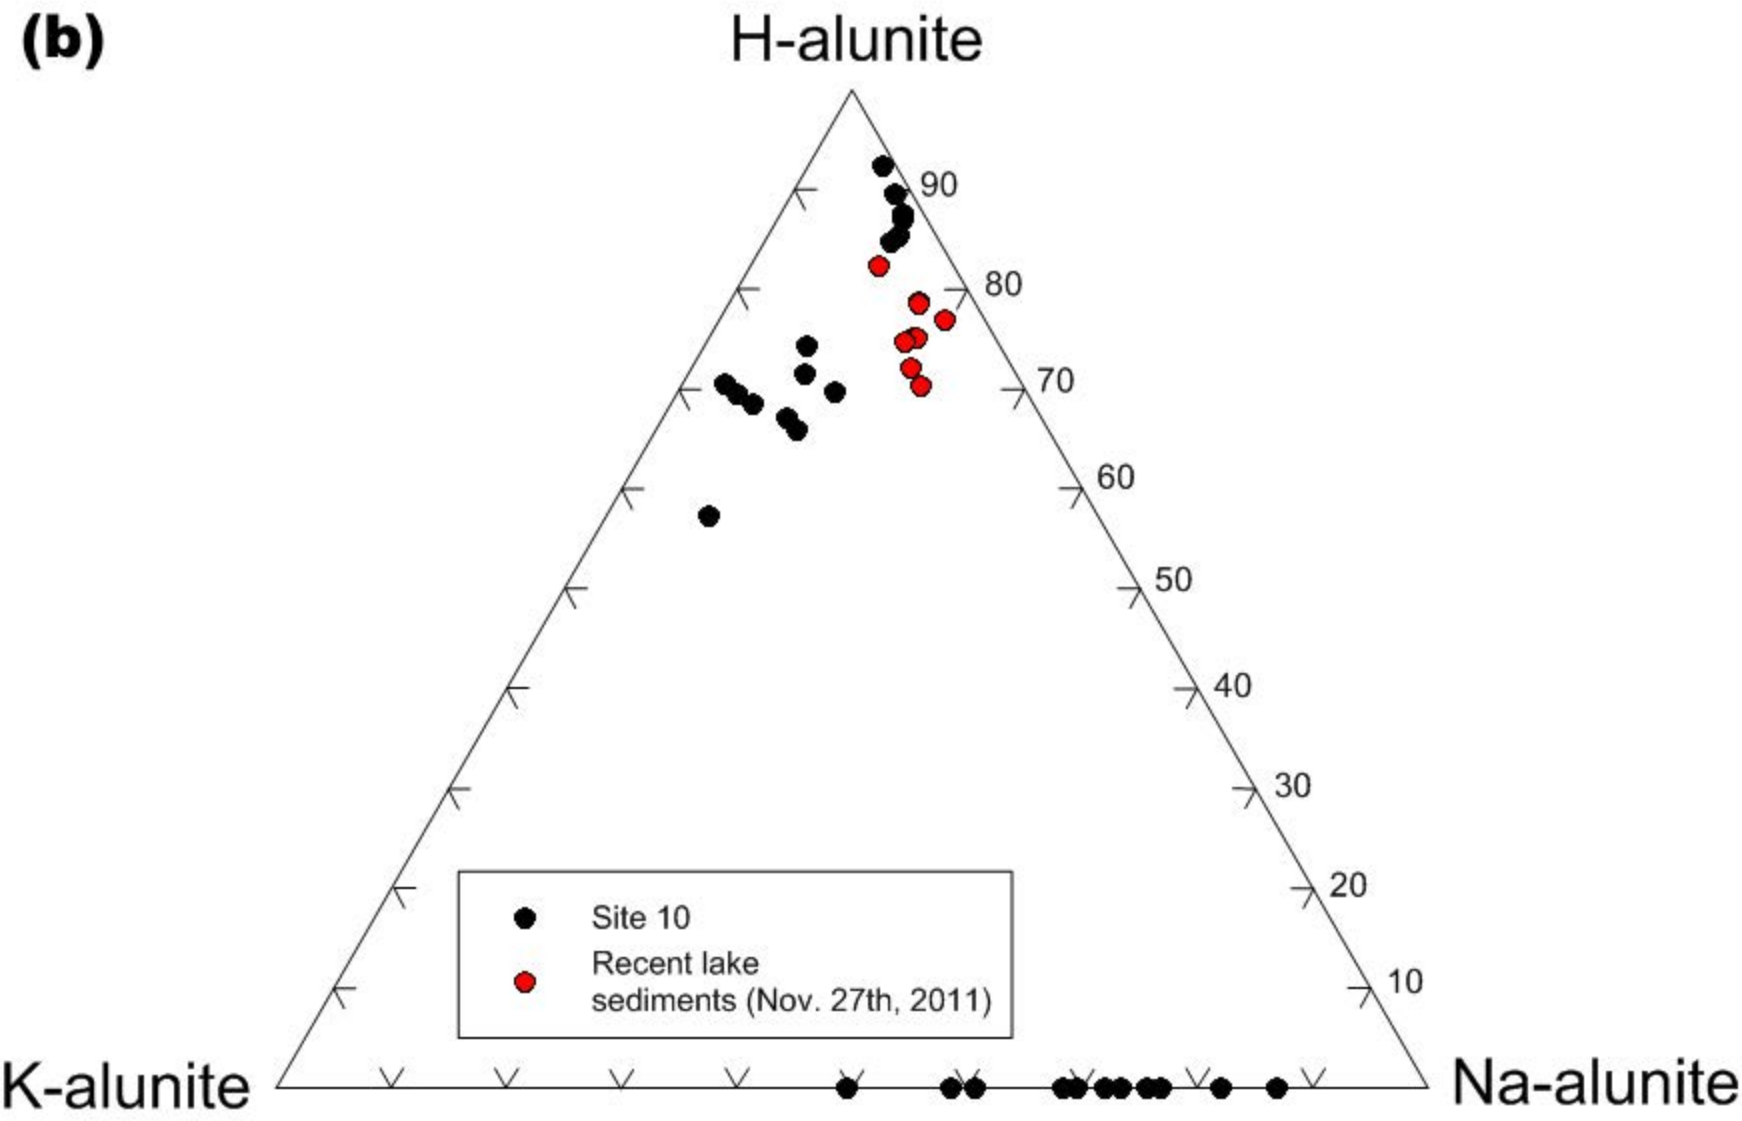 (b)
H-alunite
90
80
70
60
50
40
30
20
10
Site 10
Recent lake
sediments (Nov. 27th, 2011)
K-alunite
Na-alunite